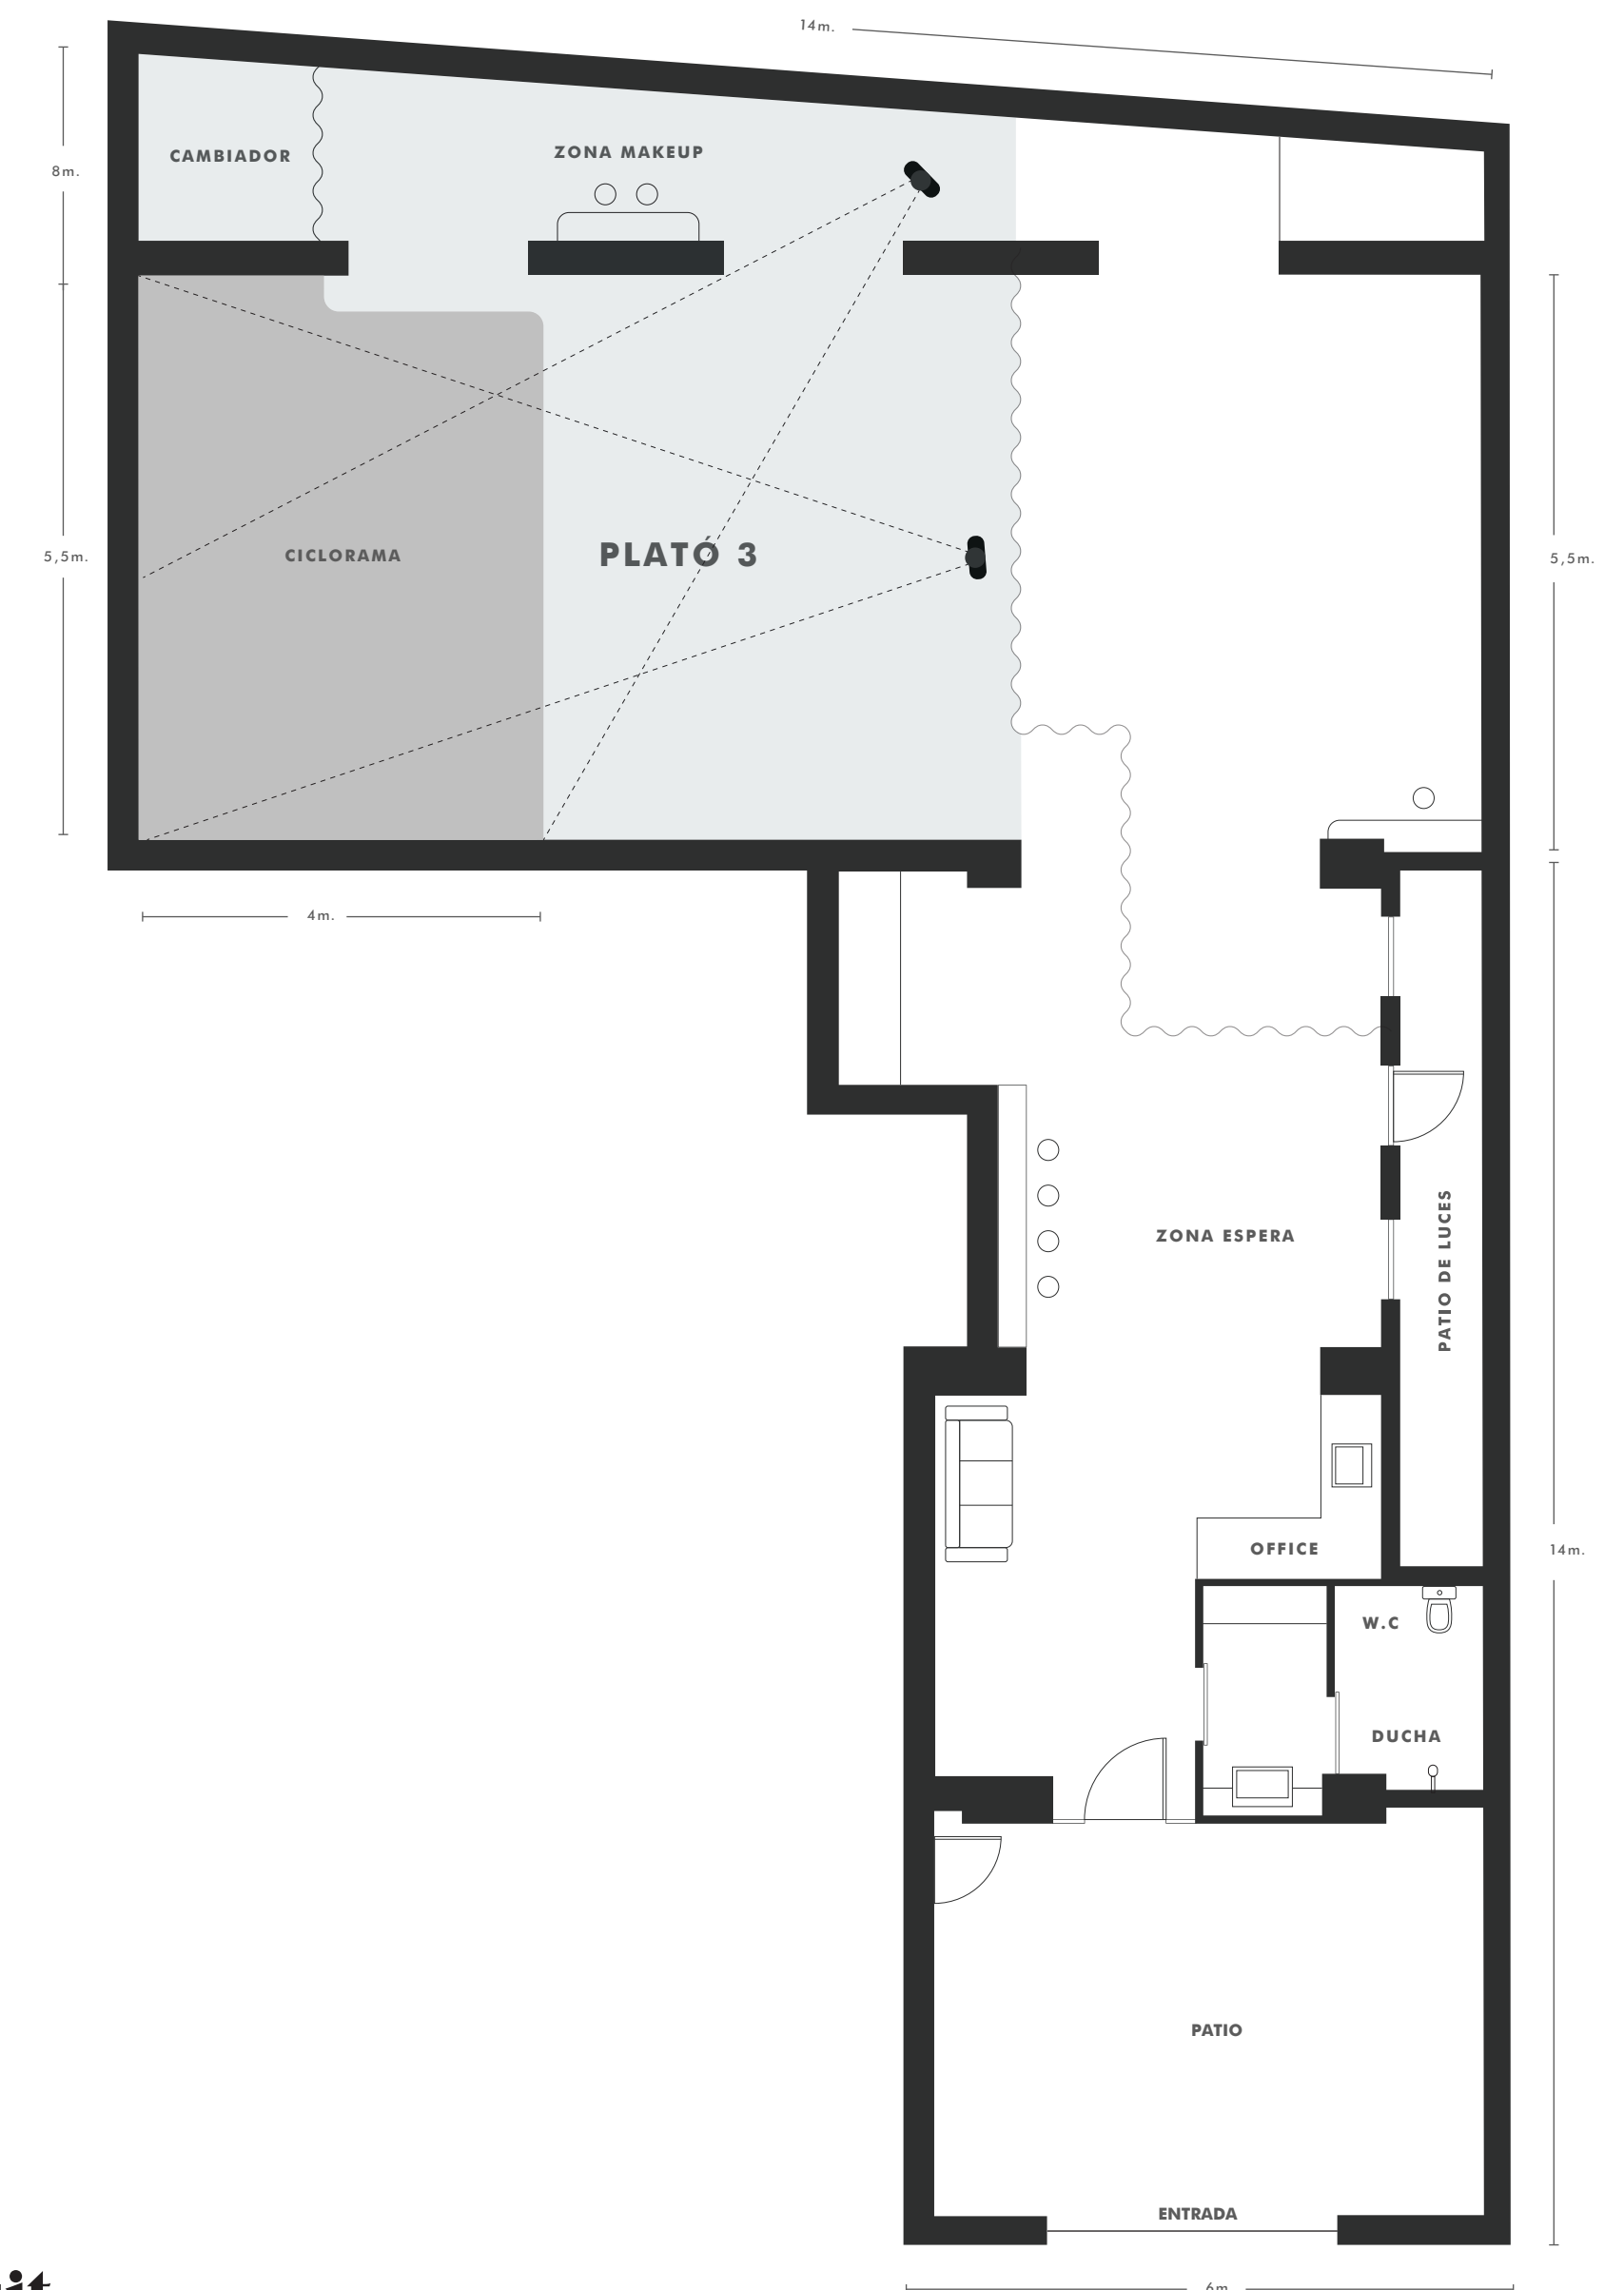 14m.
CAMBIADOR
ZONA MAKEUP
8m.
CICLORAMA
PLATÓ 3
5,5m.
5,5m.
4m.
ZONA ESPERA
PATIO DE LUCES
OFFICE
14m.
W.C
DUCHA
PATIO
ENTRADA
6m